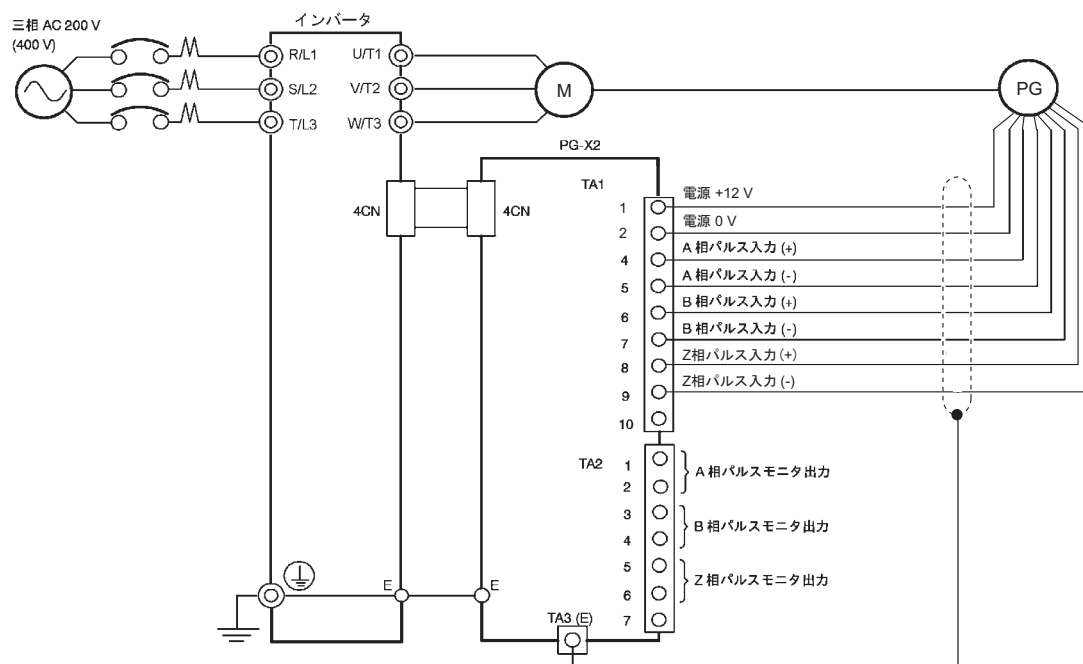 三相 AC 200 V
(400 V)
インバータ
R/L1
U/T1
S/L2
V/T2
T/L3
W/T3
M
PG
PG-X2
4CN
4CN
TA1
1
電源 +12 V
2
電源 0 V
4
A 相パルス入力 (+)
5
A 相パルス入力 (-)
6
B 相パルス入力 (+)
7
B 相パルス入力 (-)
8
Z相パルス入力 (+)
9
Z相パルス入力 (-)
10
TA2
1
2
A 相パルスモニタ出力
3
4
B 相パルスモニタ出力
5
6
Z 相パルスモニタ出力
7
E
E
TA3 (E)